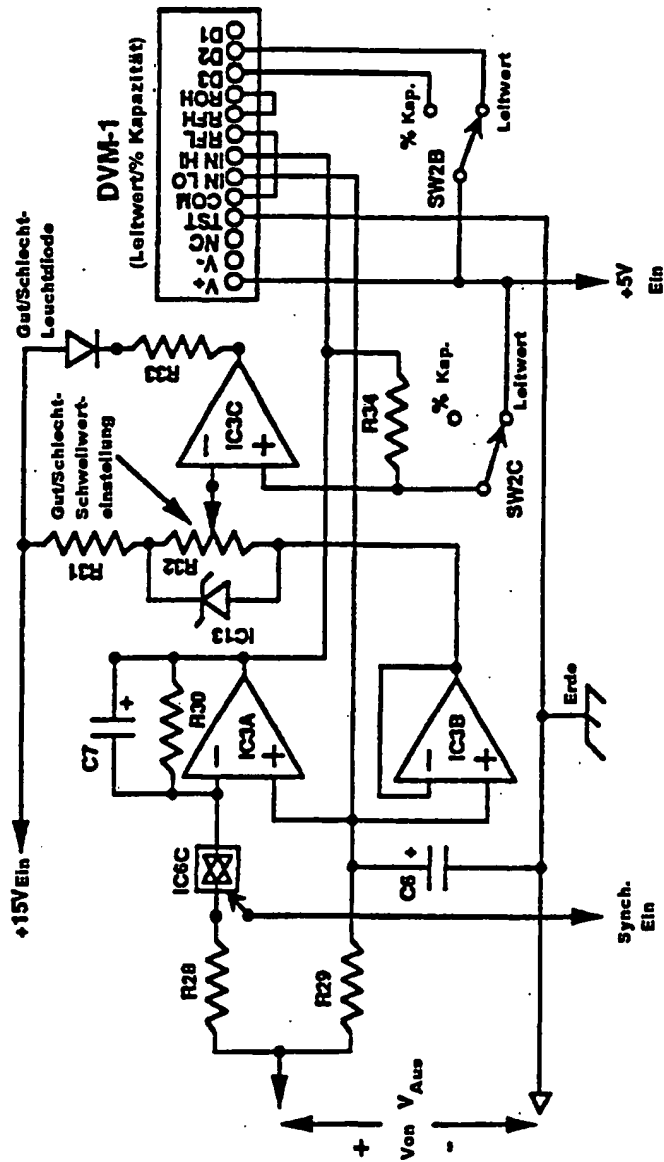 DVM-1
(Leitwert/% Kapazität)
V+
V-
NC
TST
COM
IN LO
IN HI
RFL
RFH
ROH
D3
D2
D1
Gut/Schlecht-
Leuchtdiode
+15V Ein
R31
Gut/Schlecht-
Schwellwert-
einstellung
R33
C7
+
R30
IC13
R32
IC6C
IC3A
-
+
IC3C
-
+
R28
R34
% Kap.
Leitwert
SW2C
% Kap.
Leitwert
SW2B
R29
IC3B
-
+
C6
+
Erde
Synch.
Ein
+5V
Ein
+
Von VAus
-